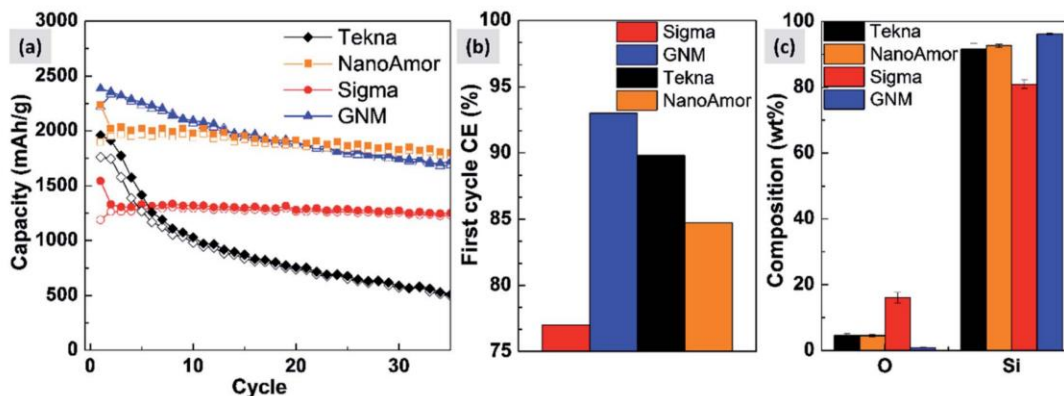 (a)
3000
2500
2000
1500
1000
500
0
Capacity (mAh/g)
0 10 20 30
Cycle
Tekna
NanoAmor
Sigma
GNM
(b)
100
95
90
85
80
75
First cycle CE (%)
Sigma
GNM
Tekna
NanoAmor
(c)
100
80
60
40
20
0
Composition (wt%)
Tekna
NanoAmor
Sigma
GNM
O Si